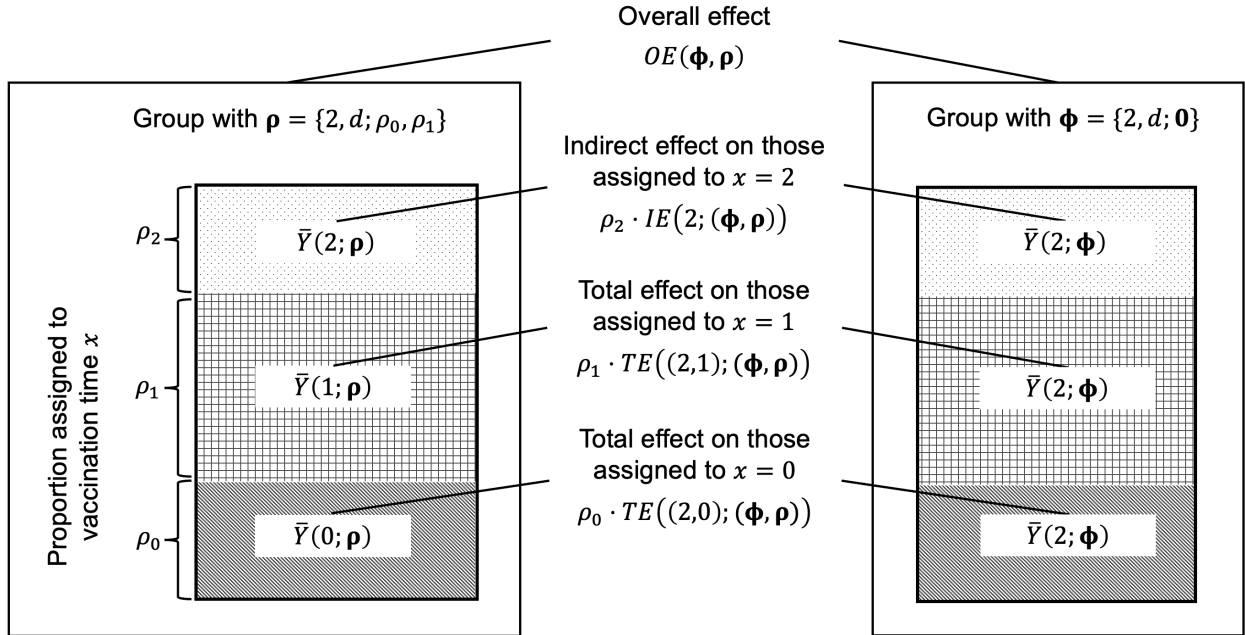 Overall effect
OE(𝛟, 𝛒)
Group with 𝛒 = {2, d; ρ₀, ρ₁}
Group with 𝛟 = {2, d; 𝟎}
Indirect effect on those
assigned to x = 2
ρ₂ · IE(2; (𝛟, 𝛒))
Total effect on those
assigned to x = 1
ρ₁ · TE((2,1); (𝛟, 𝛒))
Total effect on those
assigned to x = 0
ρ₀ · TE((2,0); (𝛟, 𝛒))
Proportion assigned to
vaccination time x
ρ₂
ρ₁
ρ₀
Ȳ(2; 𝛒)
Ȳ(1; 𝛒)
Ȳ(0; 𝛒)
Ȳ(2; 𝛟)
Ȳ(2; 𝛟)
Ȳ(2; 𝛟)